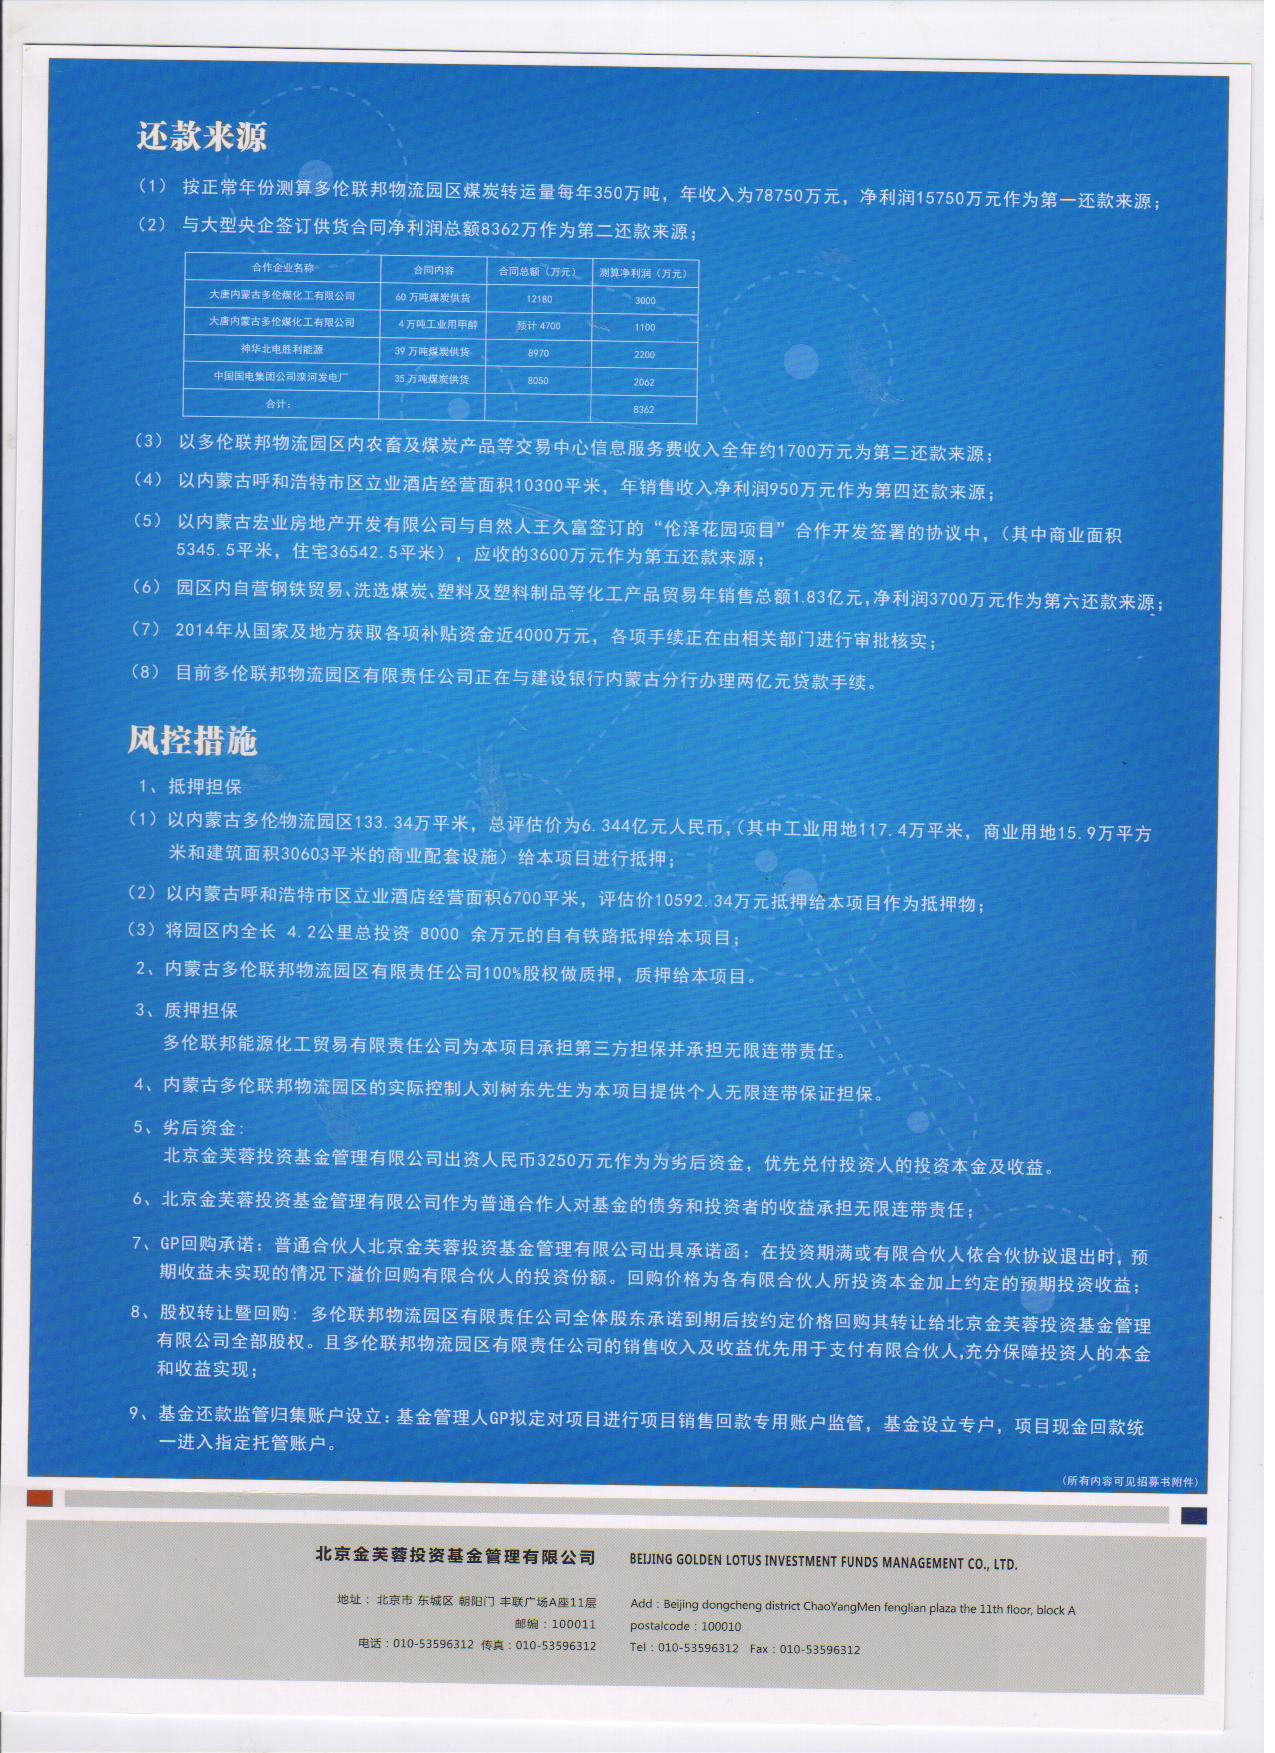 还款来源
（1） 按正常年份测算多伦联邦物流园区煤炭转运量每年350万吨，年收入为78750万元，净利润15750万元作为第一还款来源；
（2） 与大型央企签订供货合同净利润总额8362万作为第二还款来源；
合作企业名称 合同内容 合同总额（万元） 测算净利润（万元）
大唐内蒙古多伦煤化工有限公司 60 万吨煤炭供货 12180 3000
大唐内蒙古多伦煤化工有限公司 4 万吨工业用甲醇 预计 4700 1100
神华北电胜利能源 39 万吨煤炭供货 8970 2200
中国国电集团公司滦河发电厂 35 万吨煤炭供货 8050 2062
合计： 8362
（3） 以多伦联邦物流园区内农畜及煤炭产品等交易中心信息服务费收入全年约1700万元为第三还款来源；
（4） 以内蒙古呼和浩特市区立业酒店经营面积10300平米，年销售收入净利润950万元作为第四还款来源；
（5） 以内蒙古宏业房地产开发有限公司与自然人王久富签订的“伦泽花园项目”合作开发签署的协议中，（其中商业面积
5345.5平米，住宅36542.5平米），应收的3600万元作为第五还款来源；
（6） 园区内自营钢铁贸易、洗选煤炭、塑料及塑料制品等化工产品贸易年销售总额1.83亿元,净利润3700万元作为第六还款来源；
（7） 2014年从国家及地方获取各项补贴资金近4000万元，各项手续正在由相关部门进行审批核实；
（8） 目前多伦联邦物流园区有限责任公司正在与建设银行内蒙古分行办理两亿元贷款手续。
风控措施
1、抵押担保
（1）以内蒙古多伦物流园区133.34万平米，总评估价为6.344亿元人民币，（其中工业用地117.4万平米，商业用地15.9万平方
米和建筑面积30603平米的商业配套设施）给本项目进行抵押；
（2）以内蒙古呼和浩特市区立业酒店经营面积6700平米，评估价10592.34万元抵押给本项目作为抵押物；
（3）将园区内全长 4.2公里总投资 8000 余万元的自有铁路抵押给本项目；
2、内蒙古多伦联邦物流园区有限责任公司100%股权做质押，质押给本项目。
3、质押担保
多伦联邦能源化工贸易有限责任公司为本项目承担第三方担保并承担无限连带责任。
4、内蒙古多伦联邦物流园区的实际控制人刘树东先生为本项目提供个人无限连带保证担保。
5、劣后资金：
北京金芙蓉投资基金管理有限公司出资人民币3250万元作为为劣后资金，优先兑付投资人的投资本金及收益。
6、北京金芙蓉投资基金管理有限公司作为普通合作人对基金的债务和投资者的收益承担无限连带责任；
7、GP回购承诺：普通合伙人北京金芙蓉投资基金管理有限公司出具承诺函：在投资期满或有限合伙人依合伙协议退出时，预
期收益未实现的情况下溢价回购有限合伙人的投资份额。回购价格为各有限合伙人所投资本金加上约定的预期投资收益；
8、股权转让暨回购：多伦联邦物流园区有限责任公司全体股东承诺到期后按约定价格回购其转让给北京金芙蓉投资基金管理
有限公司全部股权。且多伦联邦物流园区有限责任公司的销售收入及收益优先用于支付有限合伙人,充分保障投资人的本金
和收益实现；
9、基金还款监管归集账户设立：基金管理人GP拟定对项目进行项目销售回款专用账户监管，基金设立专户，项目现金回款统
一进入指定托管账户。
（所有内容可见招募书附件）
北京金芙蓉投资基金管理有限公司
地址：北京市 东城区 朝阳门 丰联广场A座11层
邮编：100011
电话：010-53596312 传真：010-53596312
BEIJING GOLDEN LOTUS INVESTMENT FUNDS MANAGEMENT CO., LTD.
Add：Beijing dongcheng district ChaoYangMen fenglian plaza the 11th floor, block A
postalcode：100010
Tel：010-53596312 Fax：010-53596312